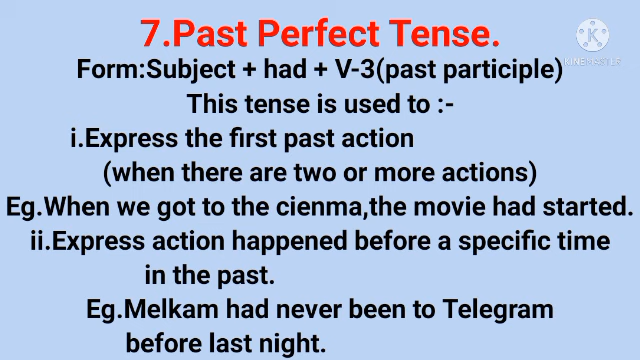 7.Past Perfect Tense.
KINEMASTER
Form:Subject + had + V-3(past participle)
This tense is used to :-
i.Express the first past action
(when there are two or more actions)
Eg.When we got to the cienma,the movie had started.
ii.Express action happened before a specific time
in the past.
Eg.Melkam had never been to Telegram
before last night.